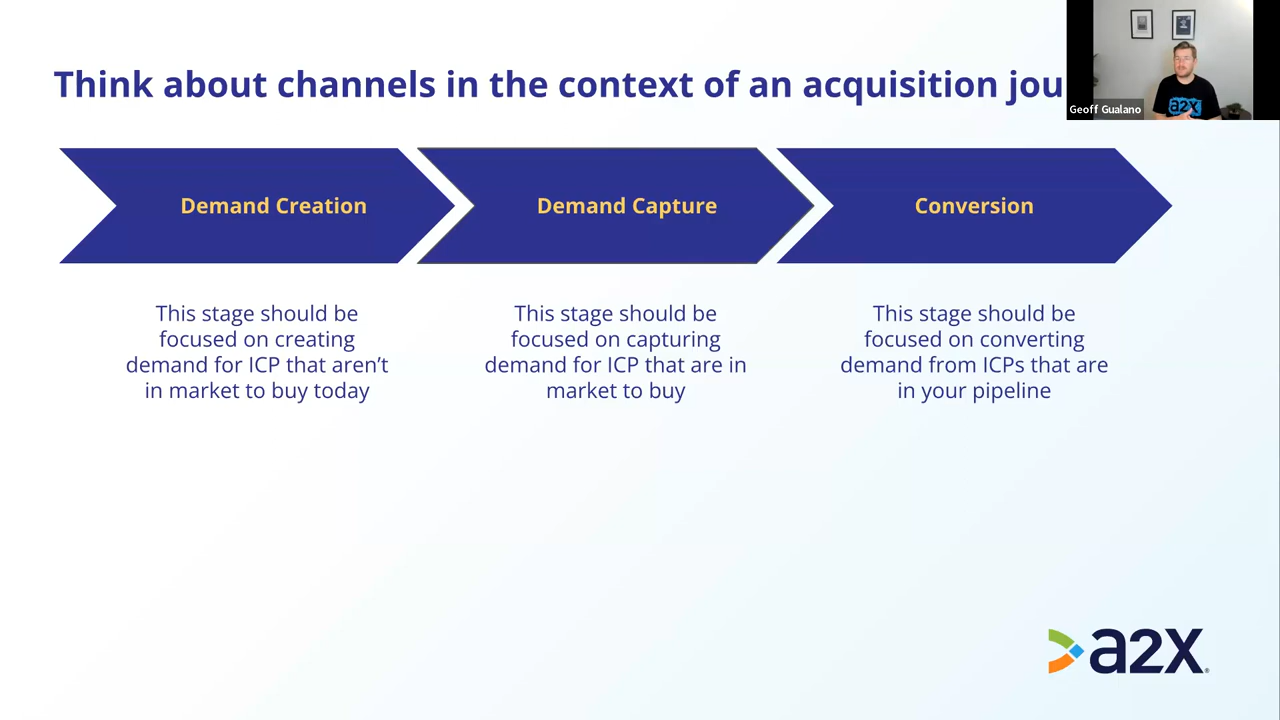 Think about channels in the context of an acquisition jou
Geoff Gualano
a2x
Demand Creation
Demand Capture
Conversion
This stage should be
focused on creating
demand for ICP that aren’t
in market to buy today
This stage should be
focused on capturing
demand for ICP that are in
market to buy
This stage should be
focused on converting
demand from ICPs that are
in your pipeline
a2x